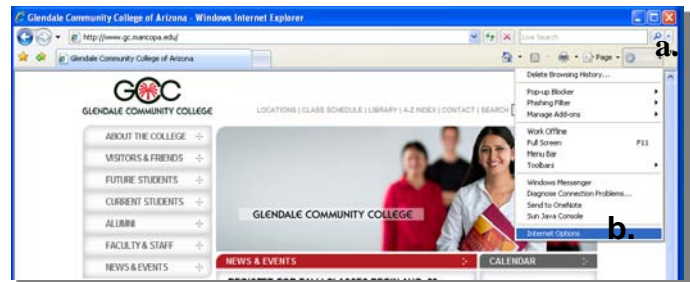 Glendale Community College of Arizona - Windows Internet Explorer
http://www.gc.maricopa.edu/
Live Search
a.
Glendale Community College of Arizona
Page
Delete Browsing History...
Pop-up Blocker
Phishing Filter
Manage Add-ons
Work Offline
Full Screen F11
Menu Bar
Toolbars
Windows Messenger
Diagnose Connection Problems...
Send to OneNote
Sun Java Console
Internet Options
b.
GCC
GLENDALE COMMUNITY COLLEGE
LOCATIONS | CLASS SCHEDULE | LIBRARY | A-Z INDEX | CONTACT | SEARCH
ABOUT THE COLLEGE
VISITORS & FRIENDS
FUTURE STUDENTS
CURRENT STUDENTS
ALUMNI
FACULTY & STAFF
NEWS & EVENTS
GLENDALE COMMUNITY COLLEGE
NEWS & EVENTS
CALENDAR